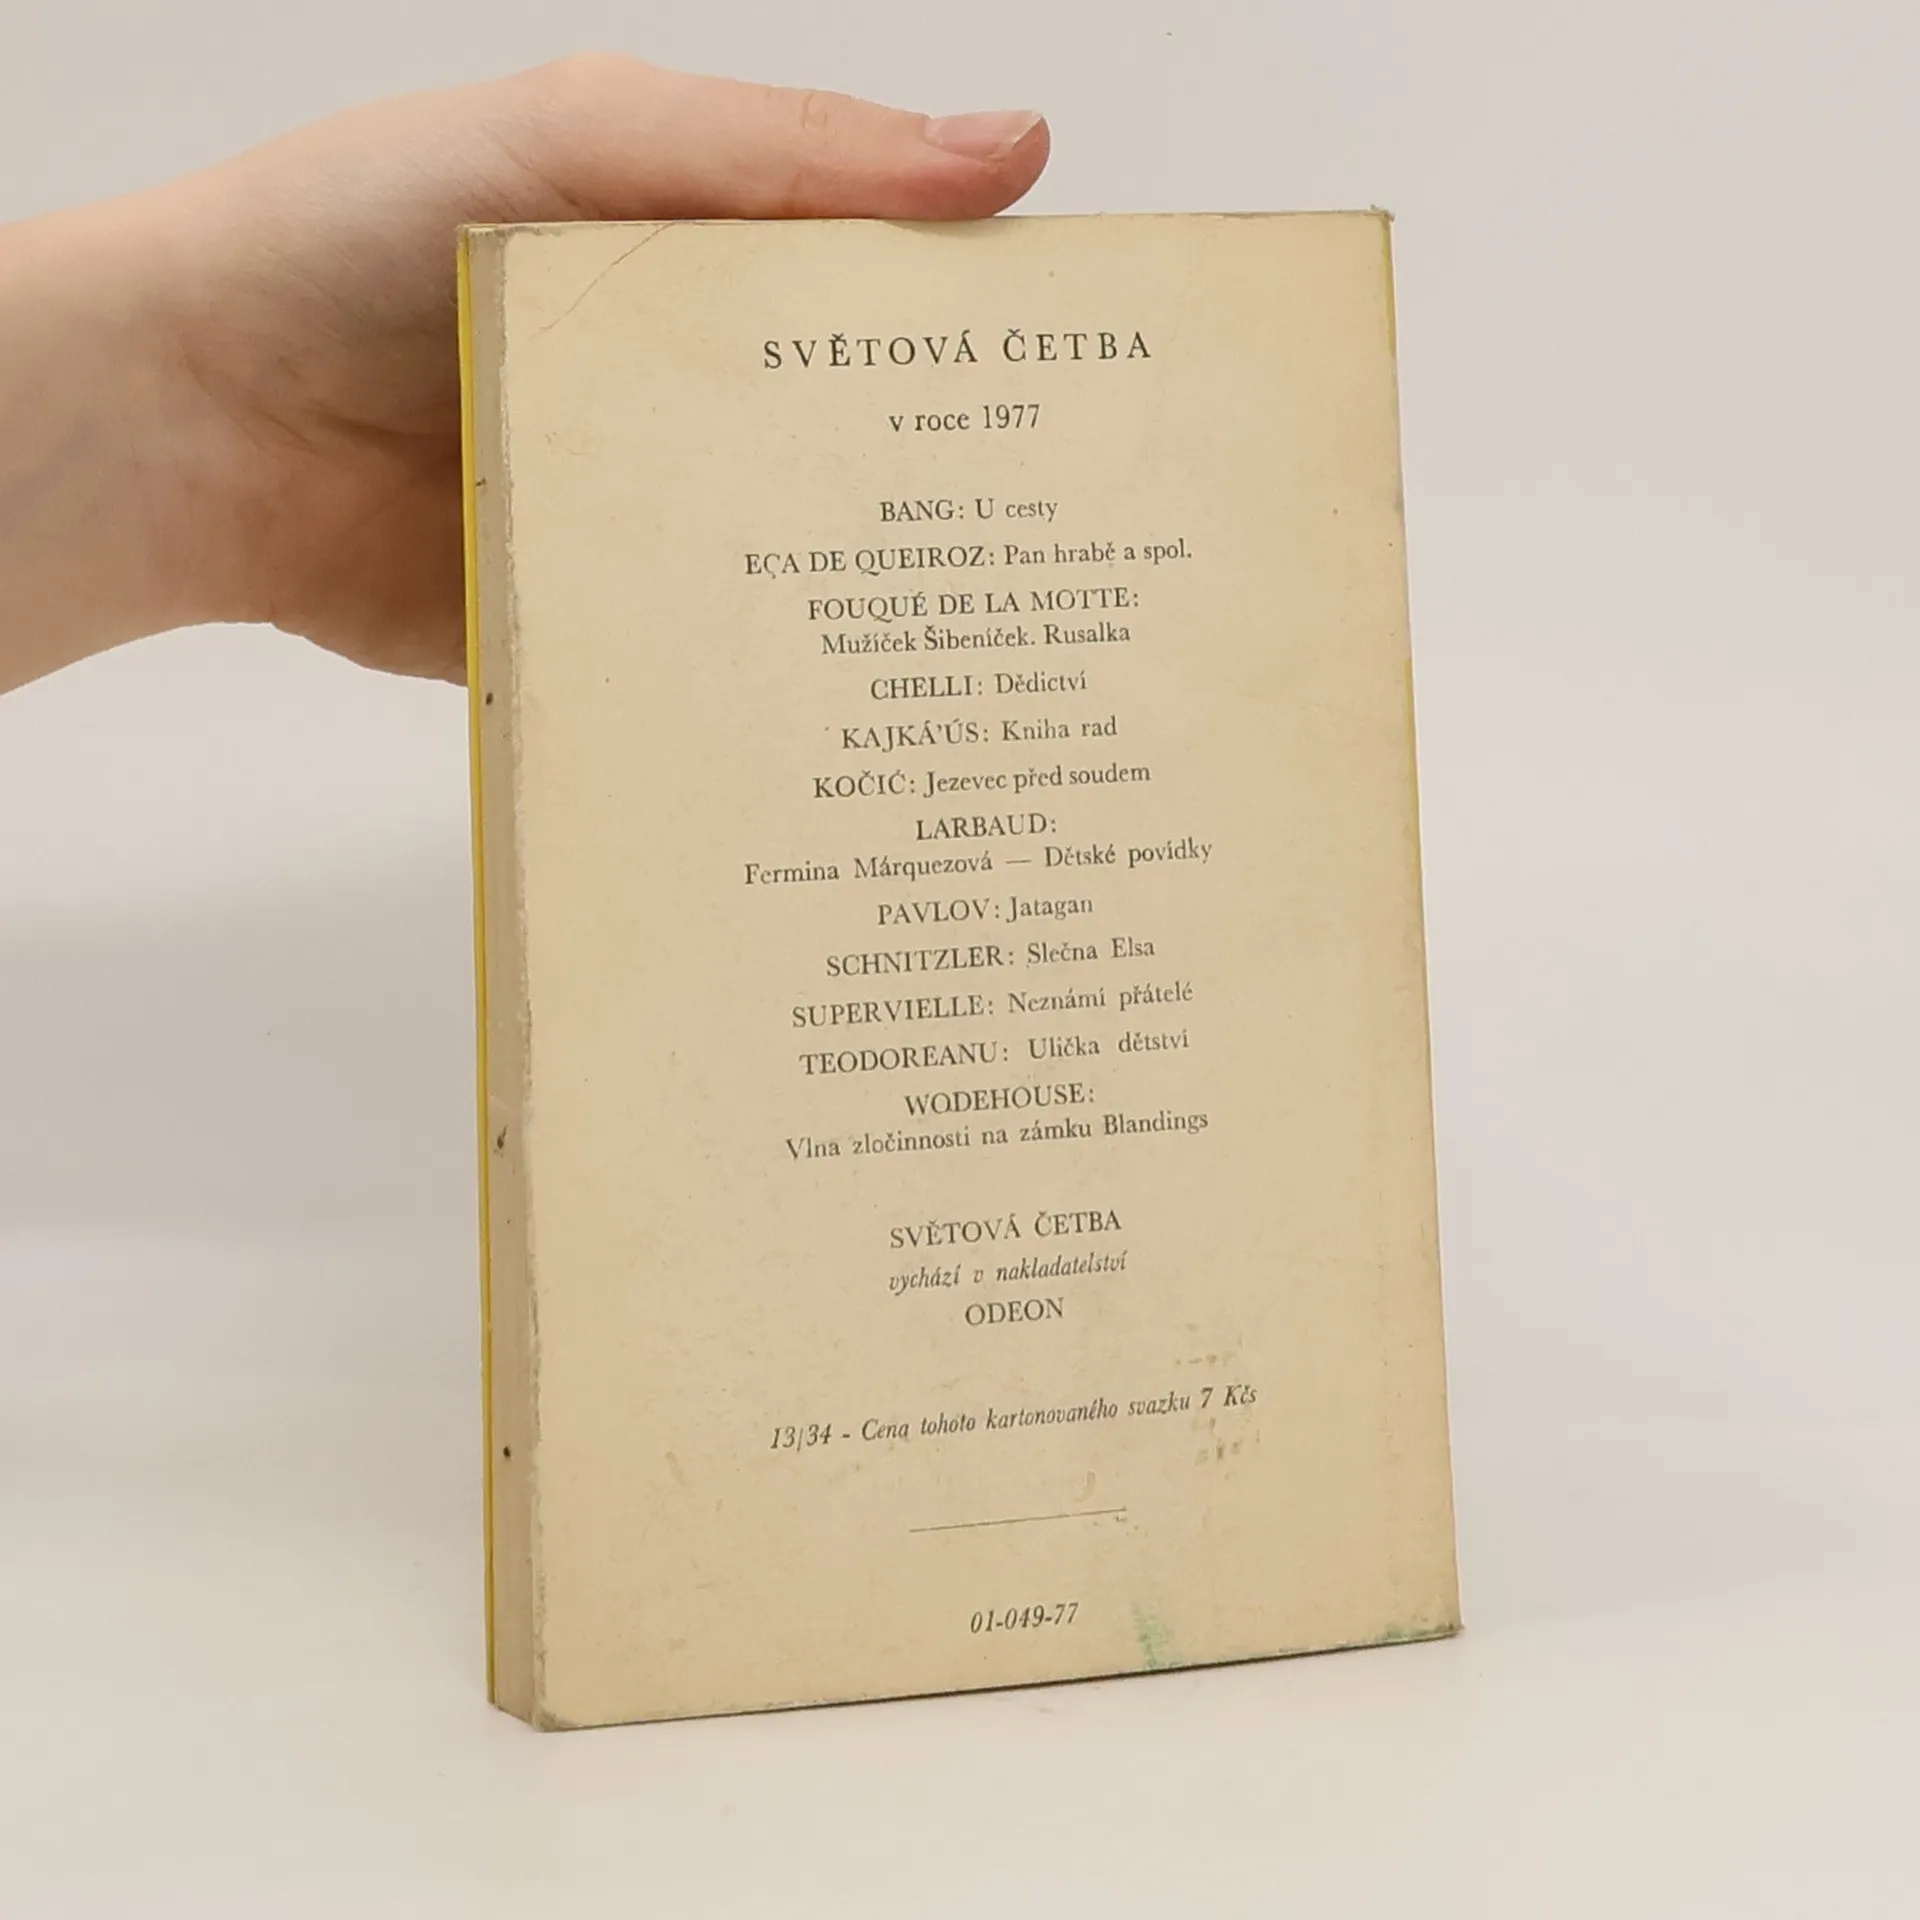 SVĚTOVÁ ČETBA
v roce 1977
BANG: U cesty
EÇA DE QUEIROZ: Pan hrabě a spol.
FOUQUÉ DE LA MOTTE:
Mužíček Šibeníček. Rusalka
CHELLI: Dědictví
KAJKÁ'ÚS: Kniha rad
KOČIĆ: Jezevec před soudem
LARBAUD:
Fermina Márquezová — Dětské povídky
PAVLOV: Jatagan
SCHNITZLER: Slečna Elsa
SUPERVIELLE: Neznámí přátelé
TEODOREANU: Ulička dětství
WODEHOUSE:
Vlna zločinnosti na zámku Blandings
SVĚTOVÁ ČETBA
vychází v nakladatelství
ODEON
13/34 - Cena tohoto kartonovaného svazku 7 Kčs
01-049-77